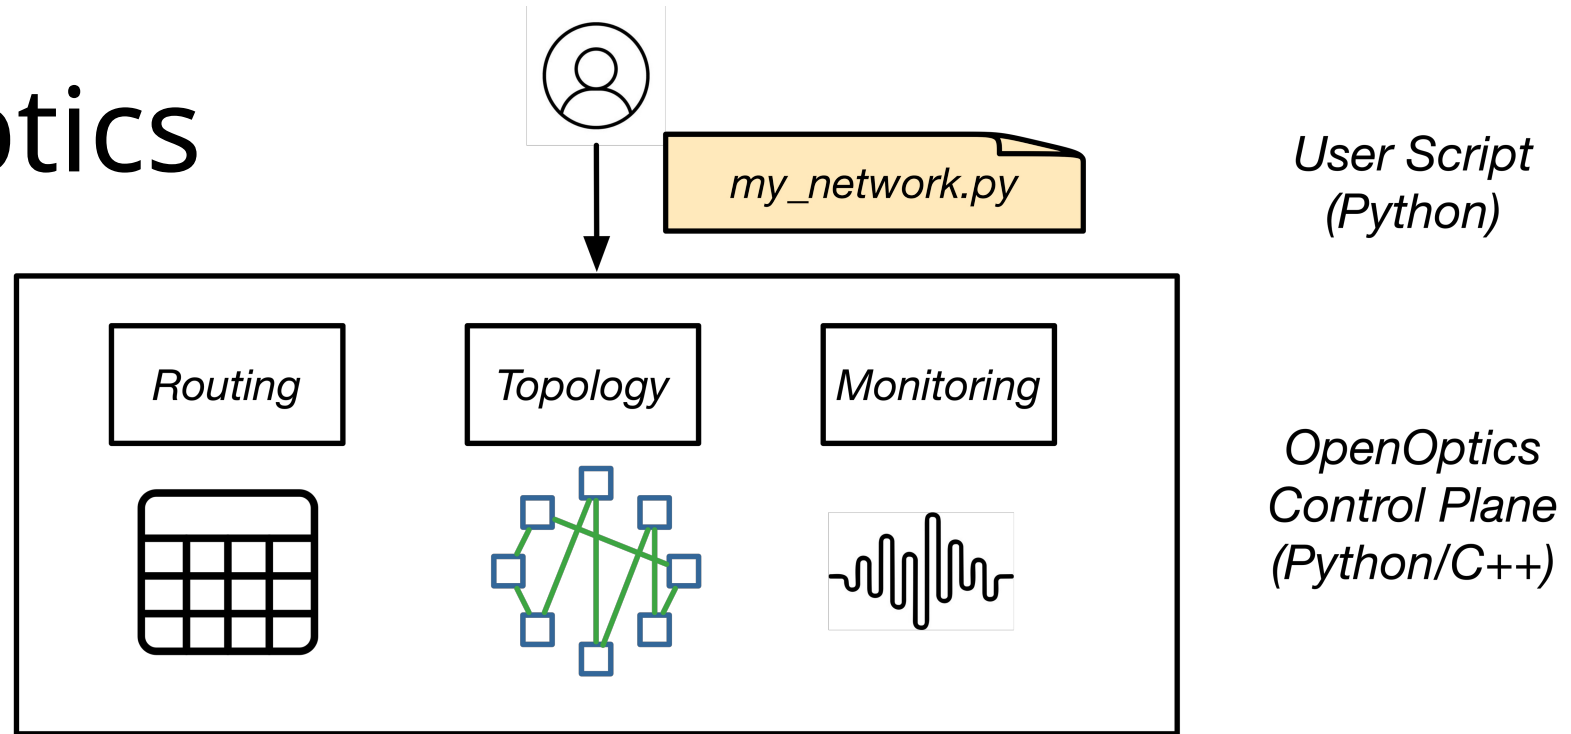 ptics
my_network.py
User Script
(Python)
Routing
Topology
Monitoring
OpenOptics
Control Plane
(Python/C++)